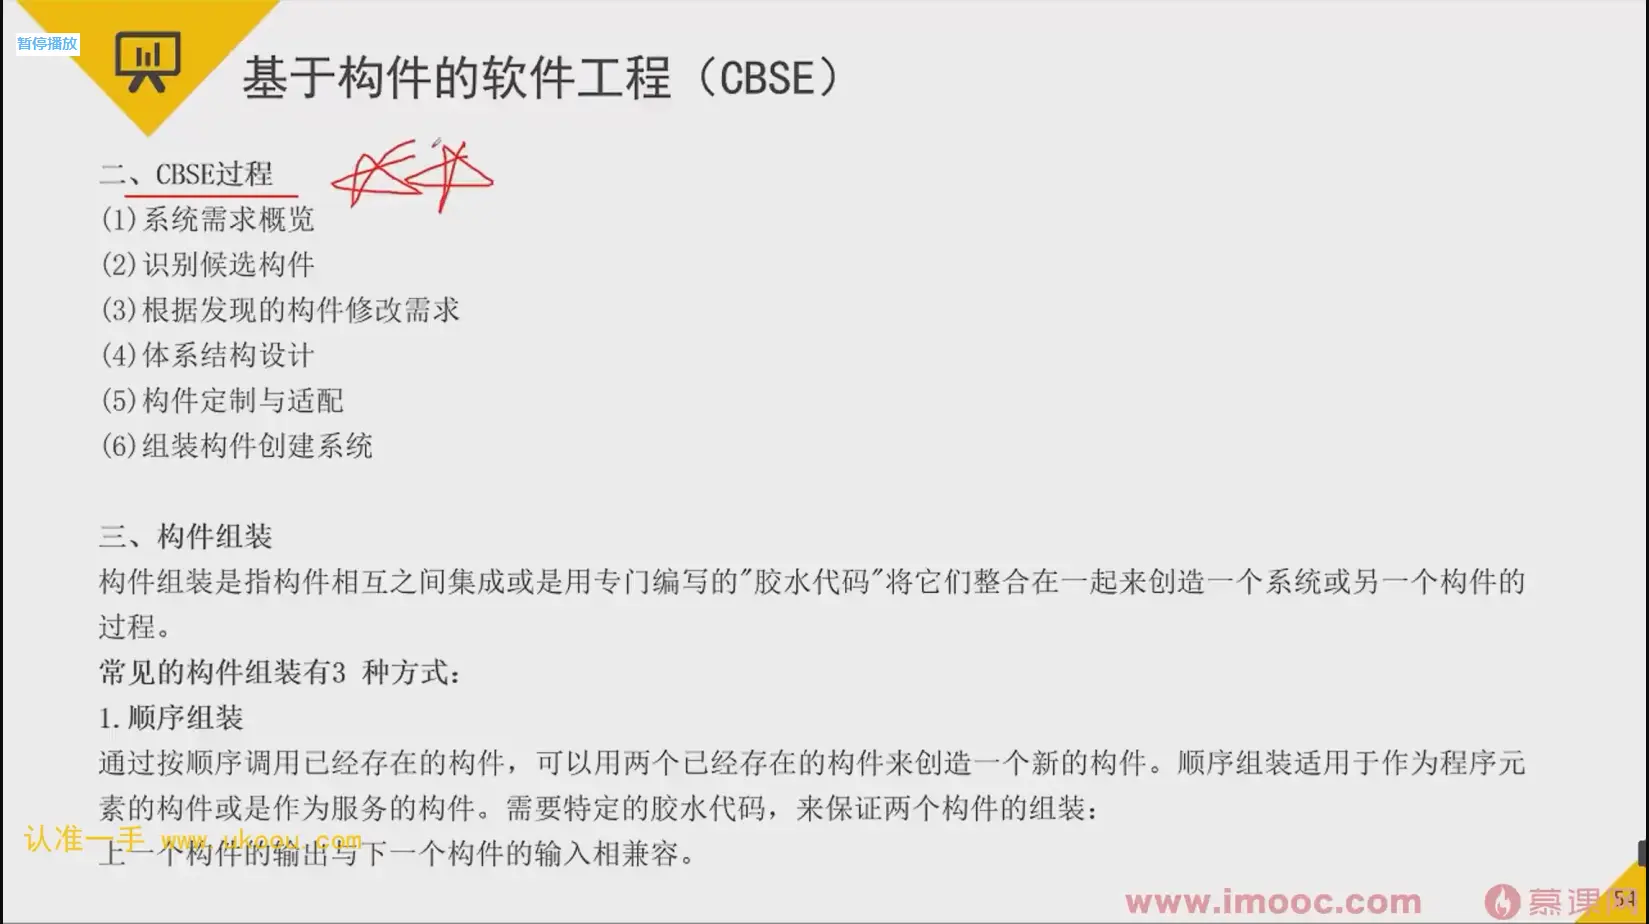 暂停播放
基于构件的软件工程（CBSE）
二、CBSE过程
(1)系统需求概览
(2)识别候选构件
(3)根据发现的构件修改需求
(4)体系结构设计
(5)构件定制与适配
(6)组装构件创建系统
三、构件组装
构件组装是指构件相互之间集成或是用专门编写的"胶水代码"将它们整合在一起来创造一个系统或另一个构件的
过程。
常见的构件组装有3 种方式：
1.顺序组装
通过按顺序调用已经存在的构件，可以用两个已经存在的构件来创造一个新的构件。顺序组装适用于作为程序元
素的构件或是作为服务的构件。需要特定的胶水代码，来保证两个构件的组装：
认准一手 www.ukoou.com
上一个构件的输出与下一个构件的输入相兼容。
www.imooc.com
慕课
54